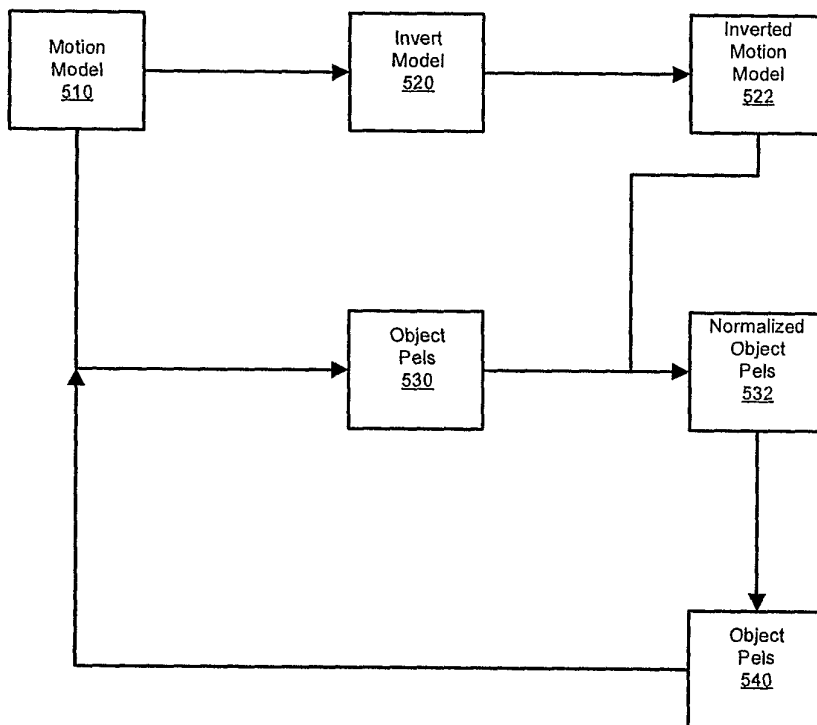 Motion
Model
510
Invert
Model
520
Inverted
Motion
Model
522
Object
Pels
530
Normalized
Object
Pels
532
Object
Pels
540